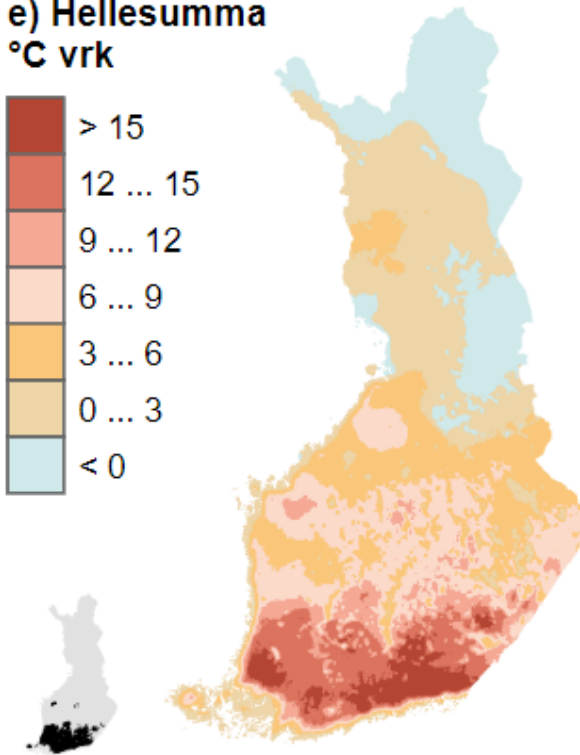 e) Hellesumma
°C vrk
> 15
12 ... 15
9 ... 12
6 ... 9
3 ... 6
0 ... 3
< 0